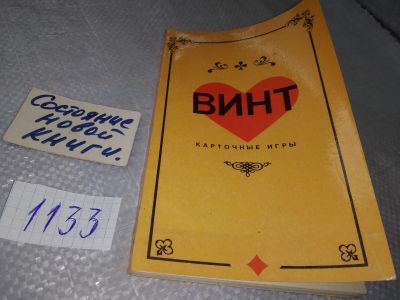 Состояние
новой
книги.
1133
ВИНТ
КАРТОЧНЫЕ ИГРЫ